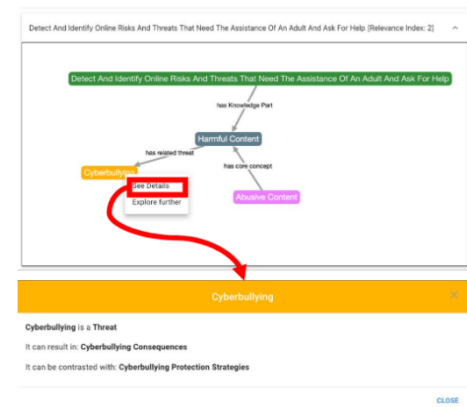 Detect And Identify Online Risks And Threats That Need The Assistance Of An Adult And Ask For Help [Relevance Index: 2]
Detect And Identify Online Risks And Threats That Need The Assistance Of An Adult And Ask For Help
has Knowledge Part
Harmful Content
has related threat
has core concept
Cyberbullying
See Details
Explore further
Abusive Content
Cyberbullying
Cyberbullying is a Threat
It can result in: Cyberbullying Consequences
It can be contrasted with: Cyberbullying Protection Strategies
CLOSE